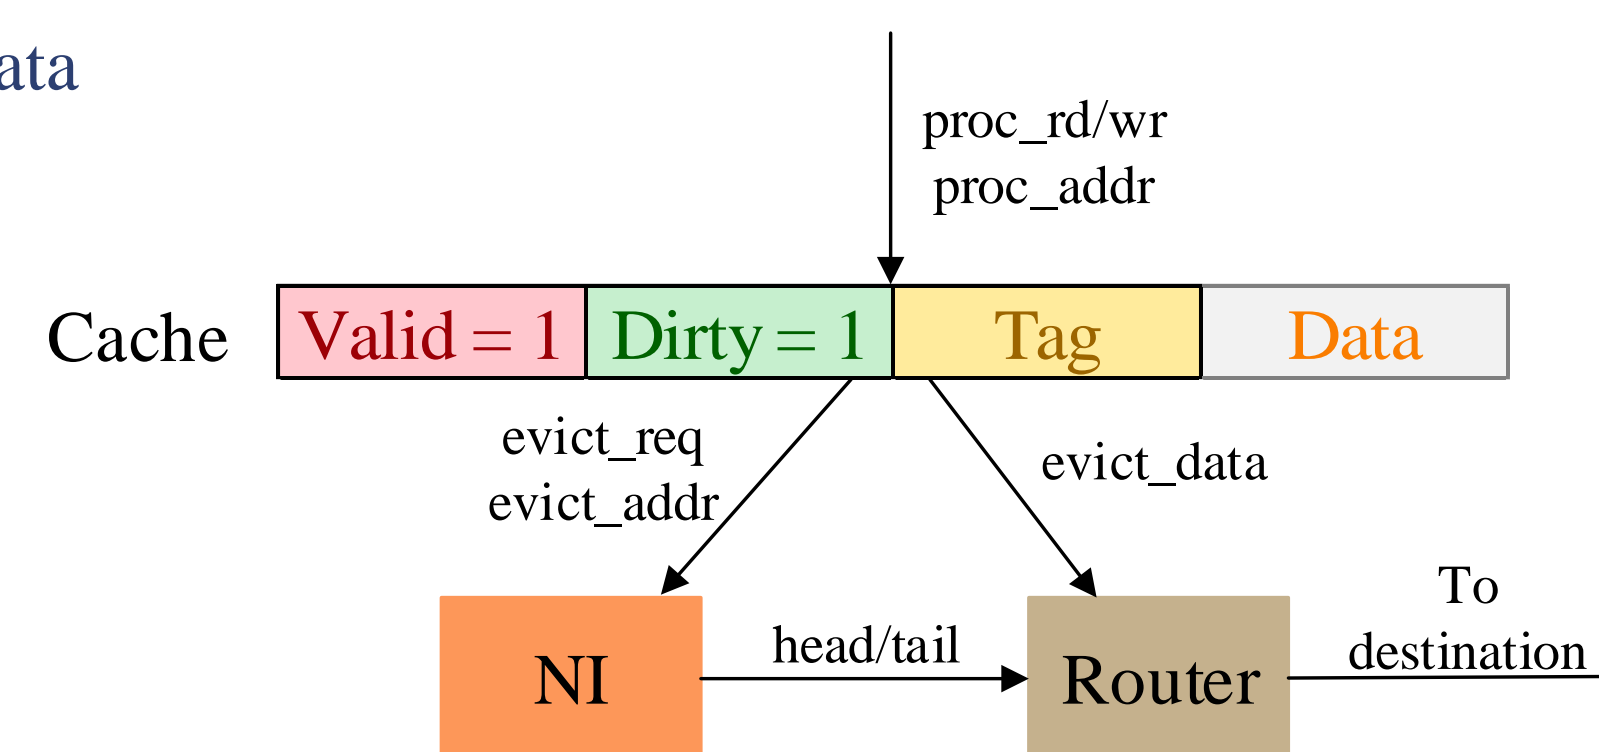 ata
proc_rd/wr
proc_addr
Cache
Valid = 1
Dirty = 1
Tag
Data
evict_req
evict_addr
evict_data
NI
head/tail
Router
To
destination